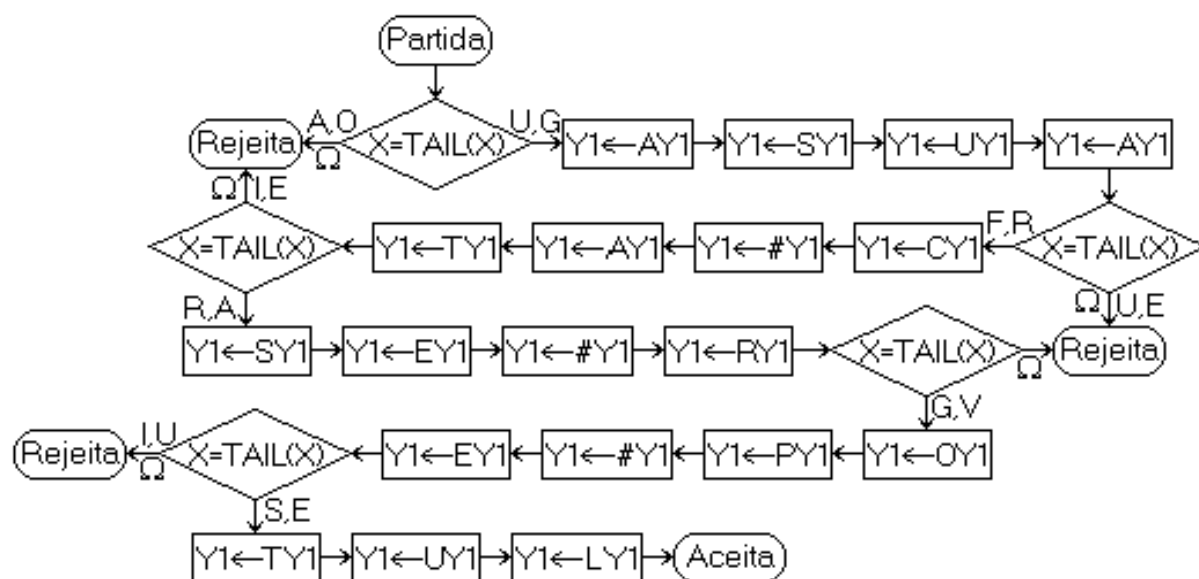 Partida
A,O
U,G
Rejeita
X=TAIL(X)
Y1←AY1
Y1←SY1
Y1←UY1
Y1←AY1
Ω
Ω
I,E
F,R
X=TAIL(X)
Y1←TY1
Y1←AY1
Y1←#Y1
Y1←CY1
X=TAIL(X)
R,A
Ω
U,E
Y1←SY1
Y1←EY1
Y1←#Y1
Y1←RY1
X=TAIL(X)
Ω
Rejeita
G,V
I,U
Rejeita
Ω
X=TAIL(X)
Y1←EY1
Y1←#Y1
Y1←PY1
Y1←OY1
S,E
Y1←TY1
Y1←UY1
Y1←LY1
Aceita